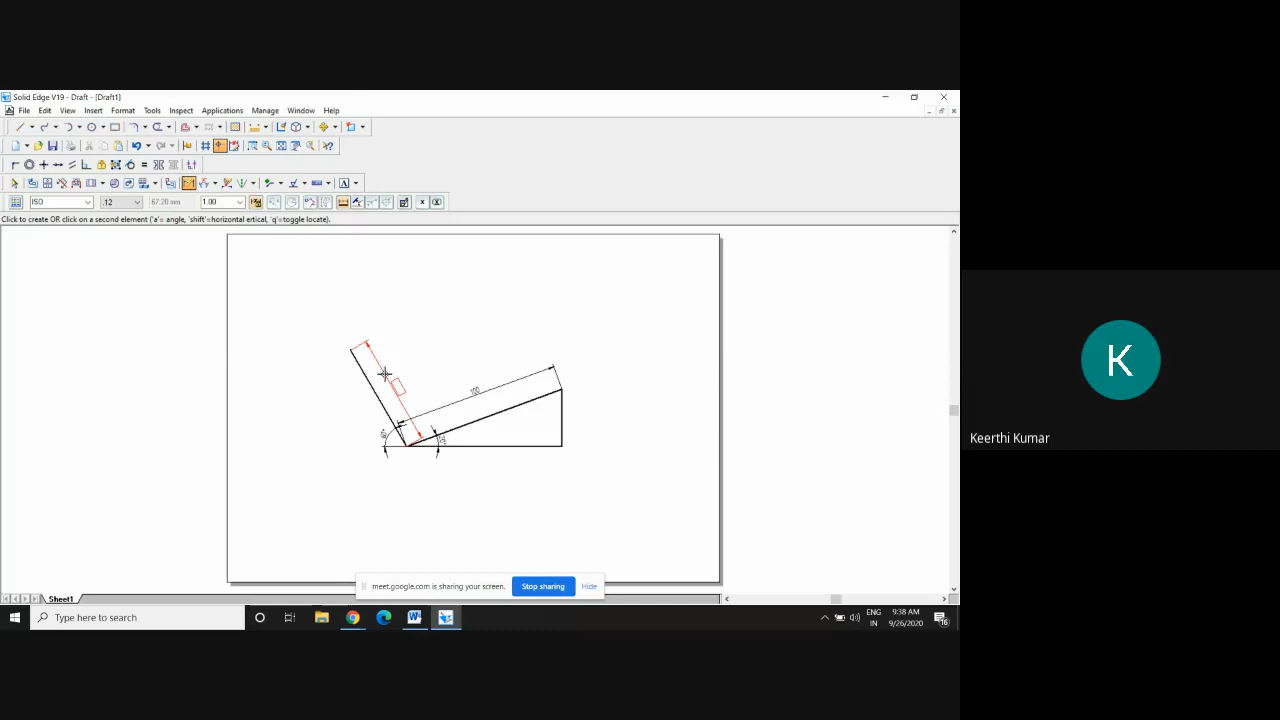 Solid Edge V19 - Draft - [Draft1]
File Edit View Insert Format Tools Inspect Applications Manage Window Help
ISO .12 67.20 mm 1.00
Click to create OR click on a second element ('a'= angle, 'shift'=horizontal ertical, 'q'=toggle locate).
100
60°
20°
K
Keerthi Kumar
meet.google.com is sharing your screen. Stop sharing Hide
Sheet1
Type here to search
ENG
IN
9:38 AM
9/26/2020
16